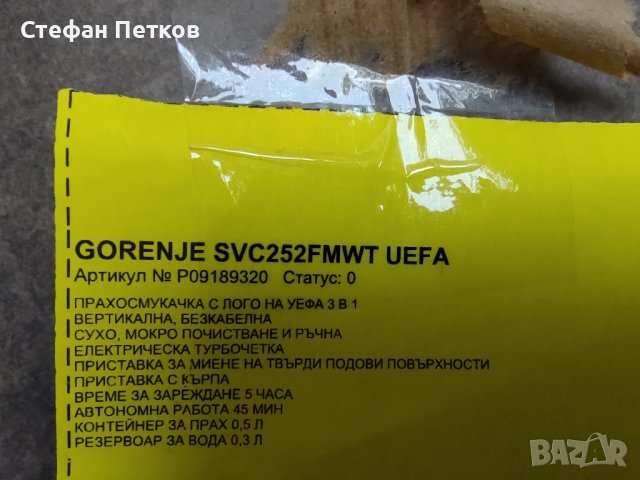 Стефан Петков
GORENJE SVC252FMWT UEFA
Артикул № P09189320 Статус: 0
ПРАХОСМУКАЧКА С ЛОГО НА УЕФА 3 В 1
ВЕРТИКАЛНА, БЕЗКАБЕЛНА
СУХО, МОКРО ПОЧИСТВАНЕ И РЪЧНА
ЕЛЕКТРИЧЕСКА ТУРБОЧЕТКА
ПРИСТАВКА ЗА МИЕНЕ НА ТВЪРДИ ПОДОВИ ПОВЪРХНОСТИ
ПРИСТАВКА С КЪРПА
ВРЕМЕ ЗА ЗАРЕЖДАНЕ 5 ЧАСА
АВТОНОМНА РАБОТА 45 МИН
КОНТЕЙНЕР ЗА ПРАХ 0,5 Л
РЕЗЕРВОАР ЗА ВОДА 0,3 Л
BAZAR